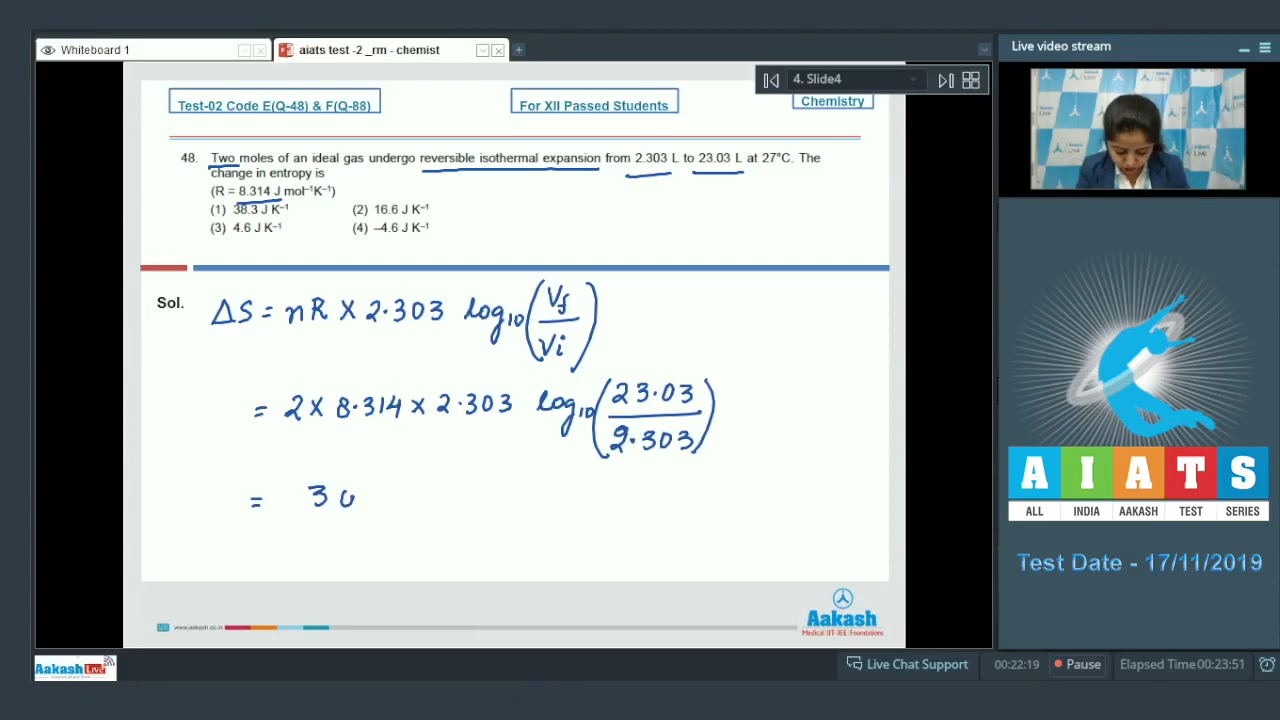 Whiteboard 1
aiats test -2 _rm - chemist
Live video stream
4. Slide4
Test-02 Code E(Q-48) & F(Q-88)
For XII Passed Students
Chemistry
48. Two moles of an ideal gas undergo reversible isothermal expansion from 2.303 L to 23.03 L at 27°C. The
change in entropy is
(R = 8.314 J mol⁻¹K⁻¹)
(1) 38.3 J K⁻¹ (2) 16.6 J K⁻¹
(3) 4.6 J K⁻¹ (4) –4.6 J K⁻¹
Sol. ΔS = nR × 2.303 log₁₀(Vf/Vi)
= 2 × 8.314 × 2.303 log₁₀(23.03/2.303)
= 3
www.aakash.ac.in
Aakash
Medical|IIT-JEE|Foundations
A I A T S
ALL INDIA AAKASH TEST SERIES
Test Date - 17/11/2019
Aakash Live
Live Chat Support
00:22:19
Pause
Elapsed Time 00:23:51